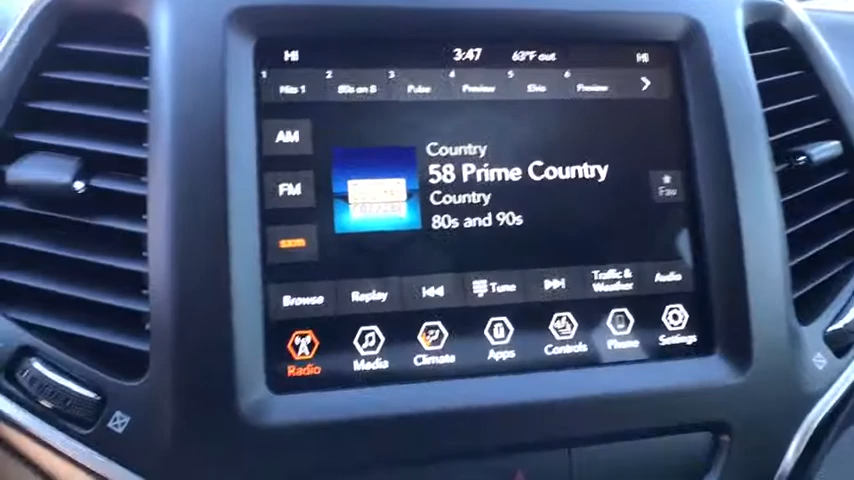 HI 3:47 63°F out HI
1 Hits 1 2 80s on 8 3 Pulse 4 Preview 5 Elvis 6 Preview
AM
FM
sxm
Country
58 Prime Country
Country
80s and 90s
Fav
Browse Replay Tune Traffic & Weather Audio
Radio Media Climate Apps Controls Phone Settings